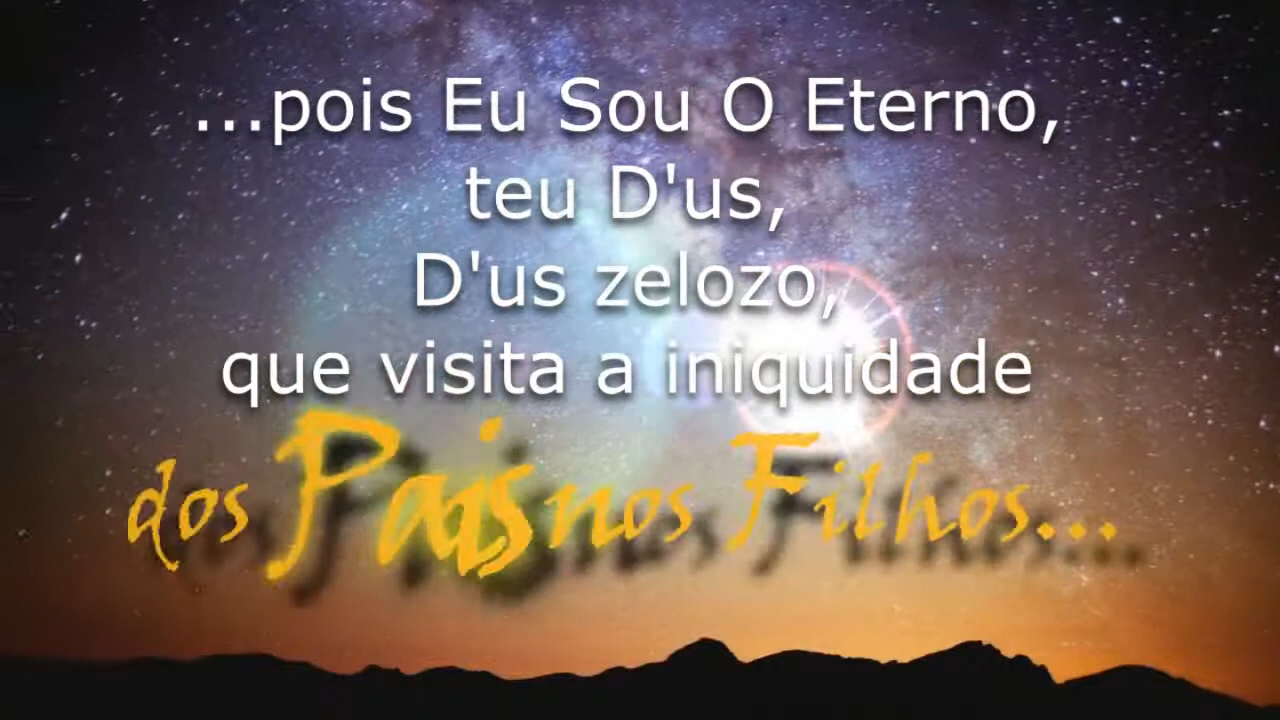 ...pois Eu Sou O Eterno,
teu D'us,
D'us zelozo,
que visita a iniquidade
dos Pais nos Filhos...